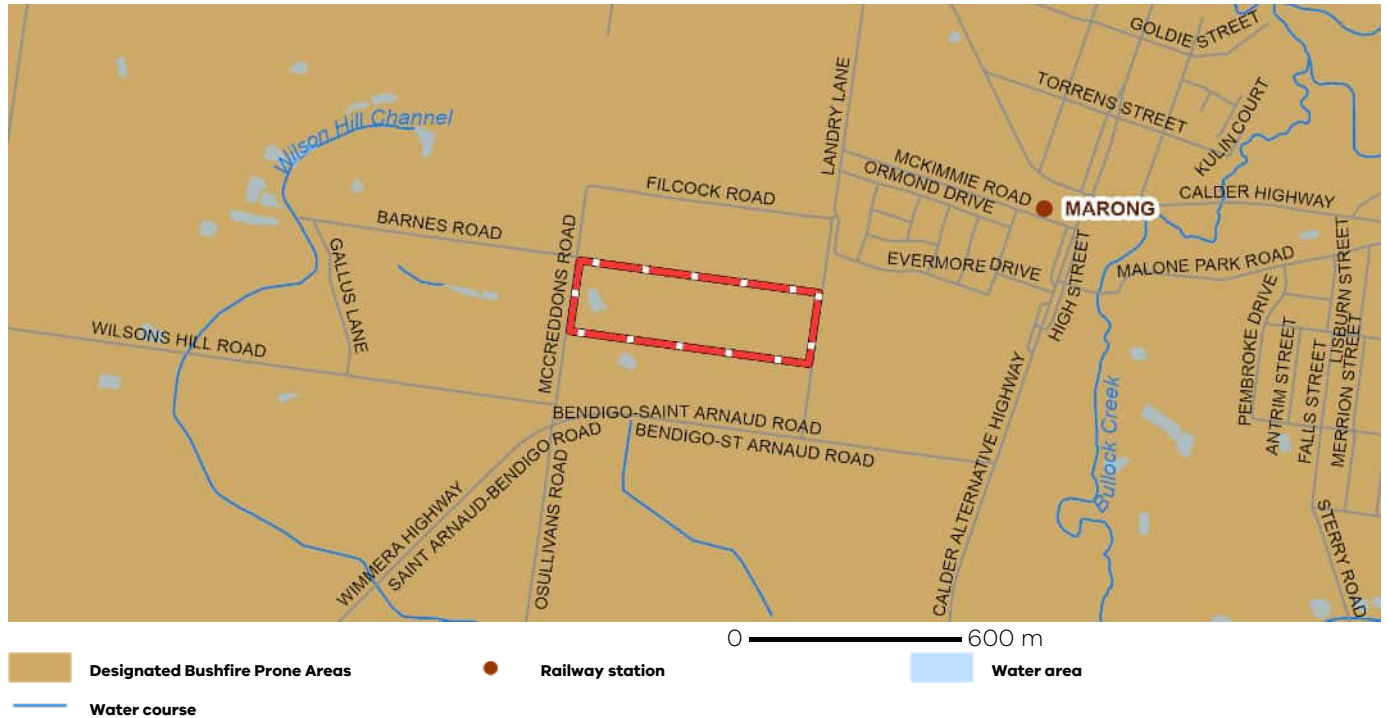 GOLDIE STREET
TORRENS STREET
KULIN COURT
LANDRY LANE
MCKIMMIE ROAD
ORMOND DRIVE
MARONG
CALDER HIGHWAY
Wilson Hill Channel
FILCOCK ROAD
BARNES ROAD
GALLUS LANE
MCCREDDONS ROAD
EVERMORE DRIVE
HIGH STREET
MALONE PARK ROAD
PEMBROKE DRIVE
ANTRIM STREET
FALLS STREET
LISBURN STREET
MERRION STREET
WILSONS HILL ROAD
BENDIGO-SAINT ARNAUD ROAD
BENDIGO-ST ARNAUD ROAD
CALDER ALTERNATIVE HIGHWAY
Bullock Creek
WIMMERA HIGHWAY
SAINT ARNAUD-BENDIGO ROAD
OSULLIVANS ROAD
STERRY ROAD
0 600 m
Designated Bushfire Prone Areas
Railway station
Water area
Water course